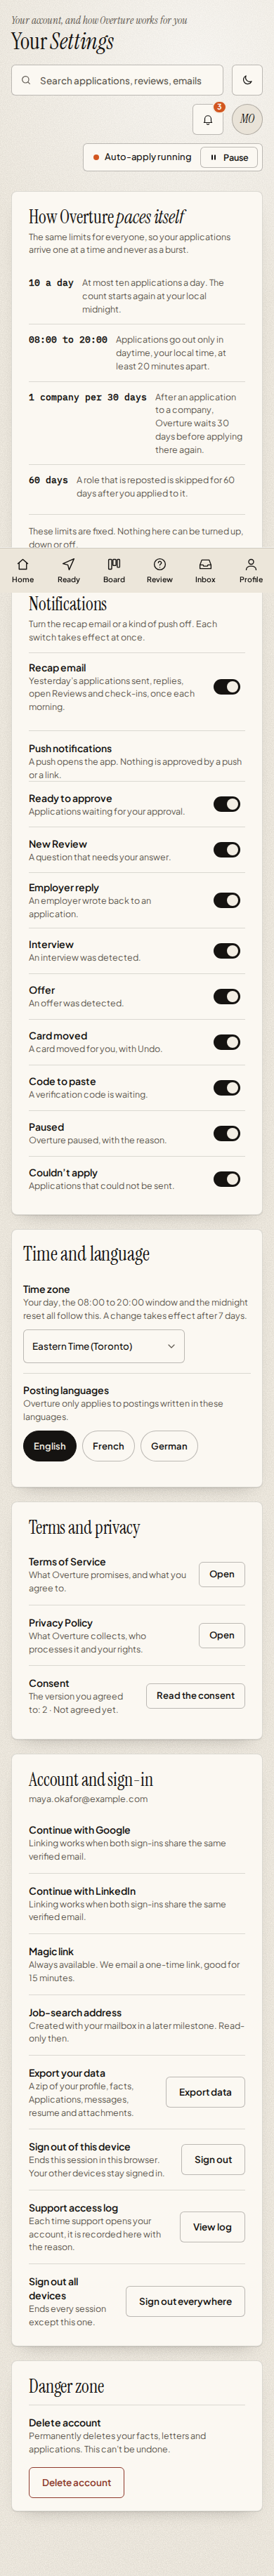 Your account, and how Overture works for you
Your Settings
Search applications, reviews, emails
3
MO
Auto-apply running
Pause
How Overture paces itself
The same limits for everyone, so your applications
arrive one at a time and never as a burst.
10 a day
At most ten applications a day. The
count starts again at your local
midnight.
08:00 to 20:00
Applications go out only in
daytime, your local time, at
least 20 minutes apart.
1 company per 30 days
After an application
to a company,
Overture waits 30
days before applying
there again.
60 days
A role that is reposted is skipped for 60
days after you applied to it.
These limits are fixed. Nothing here can be turned up,
down or off.
Home
Ready
Board
Review
Inbox
Profile
Notifications
Turn the recap email or a kind of push off. Each
switch takes effect at once.
Recap email
Yesterday's applications sent, replies,
open Reviews and check-ins, once each
morning.
Push notifications
A push opens the app. Nothing is approved by a push
or a link.
Ready to approve
Applications waiting for your approval.
New Review
A question that needs your answer.
Employer reply
An employer wrote back to an
application.
Interview
An interview was detected.
Offer
An offer was detected.
Card moved
A card moved for you, with Undo.
Code to paste
A verification code is waiting.
Paused
Overture paused, with the reason.
Couldn't apply
Applications that could not be sent.
Time and language
Time zone
Your day, the 08:00 to 20:00 window and the midnight
reset all follow this. A change takes effect after 7 days.
Eastern Time (Toronto)
Posting languages
Overture only applies to postings written in these
languages.
English
French
German
Terms and privacy
Terms of Service
What Overture promises, and what you
agree to.
Open
Privacy Policy
What Overture collects, who
processes it and your rights.
Open
Consent
The version you agreed
to: 2 · Not agreed yet.
Read the consent
Account and sign-in
maya.okafor@example.com
Continue with Google
Linking works when both sign-ins share the same
verified email.
Continue with LinkedIn
Linking works when both sign-ins share the same
verified email.
Magic link
Always available. We email a one-time link, good for
15 minutes.
Job-search address
Created with your mailbox in a later milestone. Read-
only then.
Export your data
A zip of your profile, facts,
Applications, messages,
resume and attachments.
Export data
Sign out of this device
Ends this session in this browser.
Your other devices stay signed in.
Sign out
Support access log
Each time support opens your
account, it is recorded here with
the reason.
View log
Sign out all
devices
Ends every session
except this one.
Sign out everywhere
Danger zone
Delete account
Permanently deletes your facts, letters and
applications. This can't be undone.
Delete account